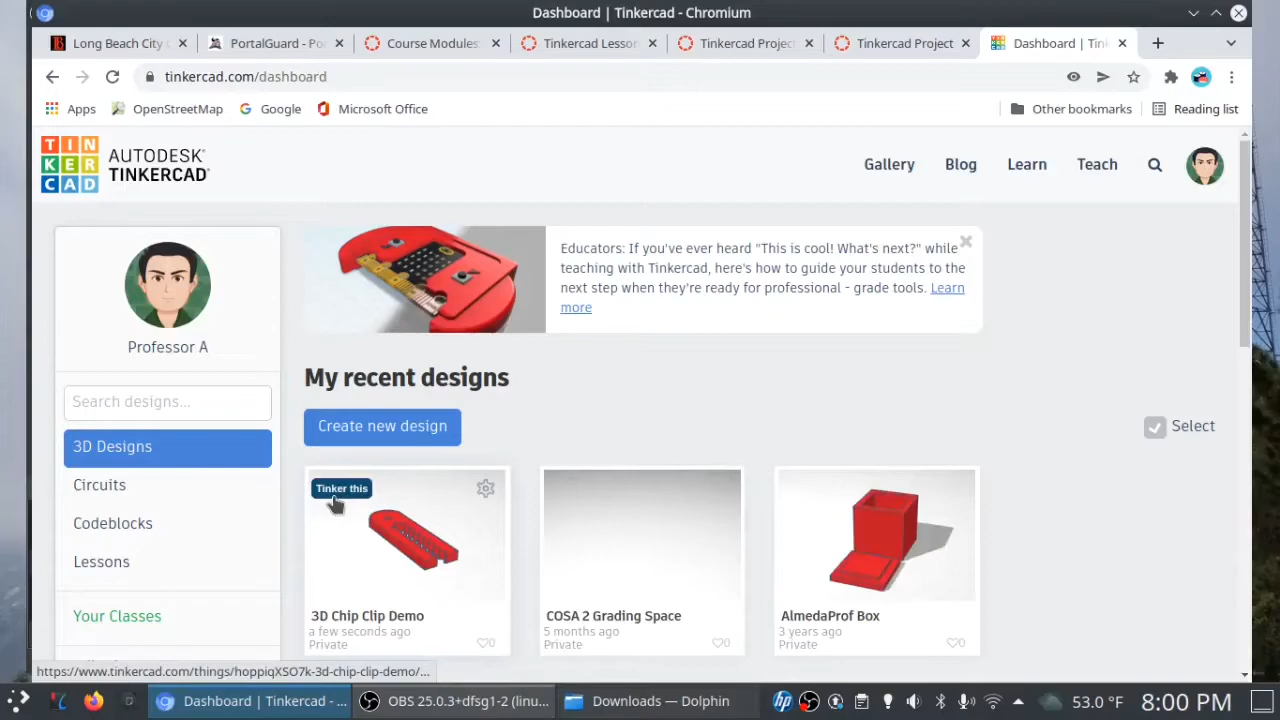 Dashboard | Tinkercad - Chromium
Long Beach City
PortalGuard - Po
Course Modules:
Tinkercad Lesso
Tinkercad Projec
Tinkercad Project
Dashboard | Tin
tinkercad.com/dashboard
Apps
OpenStreetMap
Google
Microsoft Office
Other bookmarks
Reading list
TIN
KER
CAD
AUTODESK®
TINKERCAD®
Gallery
Blog
Learn
Teach
Educators: If you've ever heard "This is cool! What's next?" while
teaching with Tinkercad, here's how to guide your students to the
next step when they're ready for professional - grade tools. Learn
more
Professor A
Search designs...
3D Designs
Circuits
Codeblocks
Lessons
Your Classes
My recent designs
Create new design
Select
Tinker this
3D Chip Clip Demo
a few seconds ago
Private
0
COSA 2 Grading Space
5 months ago
Private
0
AlmedaProf Box
3 years ago
Private
0
https://www.tinkercad.com/things/hoppiqXSO7k-3d-chip-clip-demo/...
Dashboard | Tinkercad - ...
OBS 25.0.3+dfsg1-2 (linu...
Downloads — Dolphin
hp
53.0 °F
8:00 PM